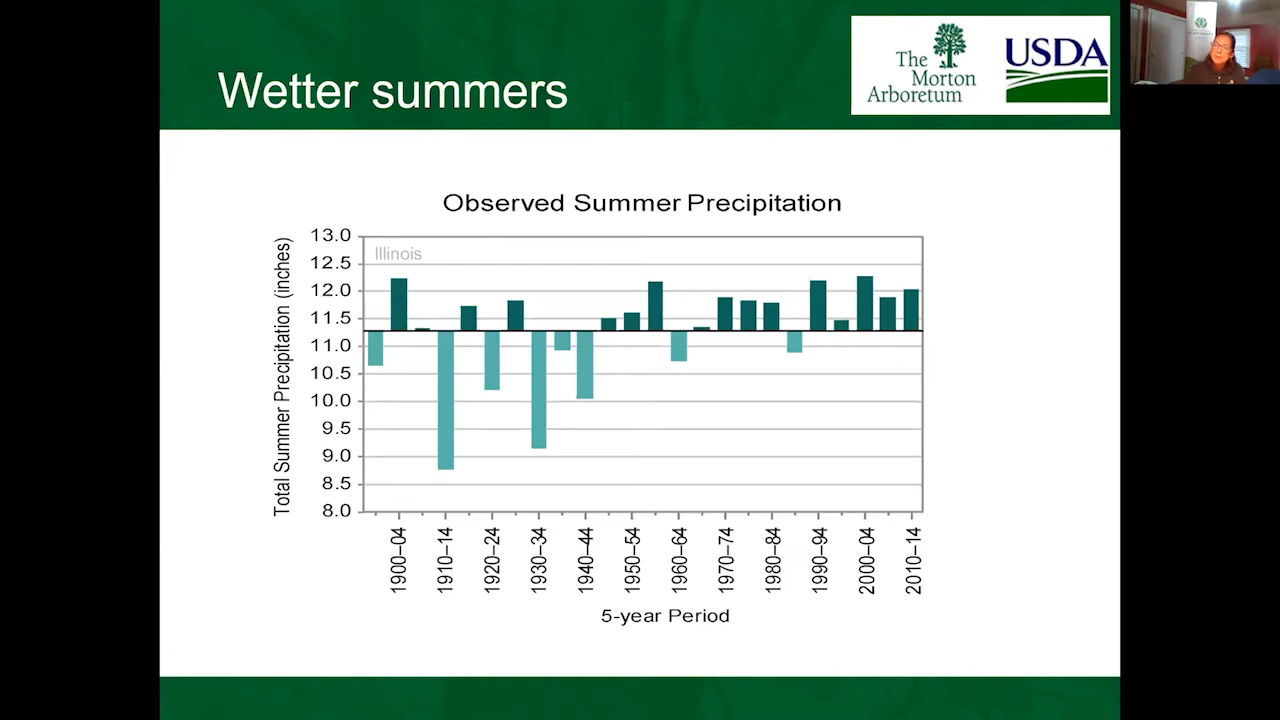 Wetter summers
The
Morton
Arboretum
USDA
Observed Summer Precipitation
Illinois
Total Summer Precipitation (inches)
13.0
12.5
12.0
11.5
11.0
10.5
10.0
9.5
9.0
8.5
8.0
1900–04
1910–14
1920–24
1930–34
1940–44
1950–54
1960–64
1970–74
1980–84
1990–94
2000–04
2010–14
5-year Period